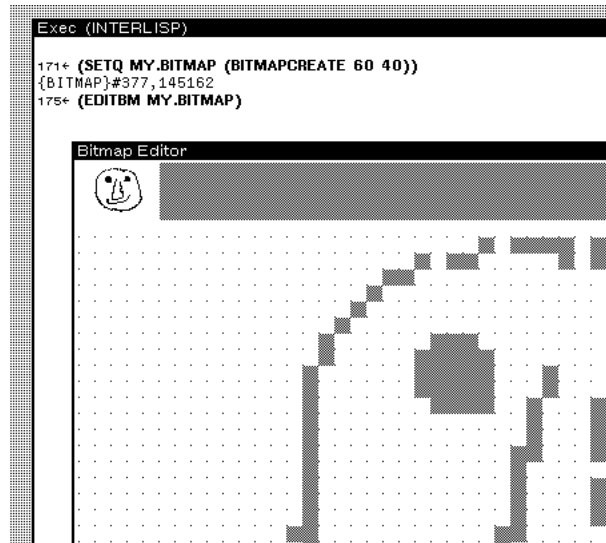 Exec (INTERLISP)
171← (SETQ MY.BITMAP (BITMAPCREATE 60 40))
{BITMAP}#377,145162
175← (EDITBM MY.BITMAP)
Bitmap Editor